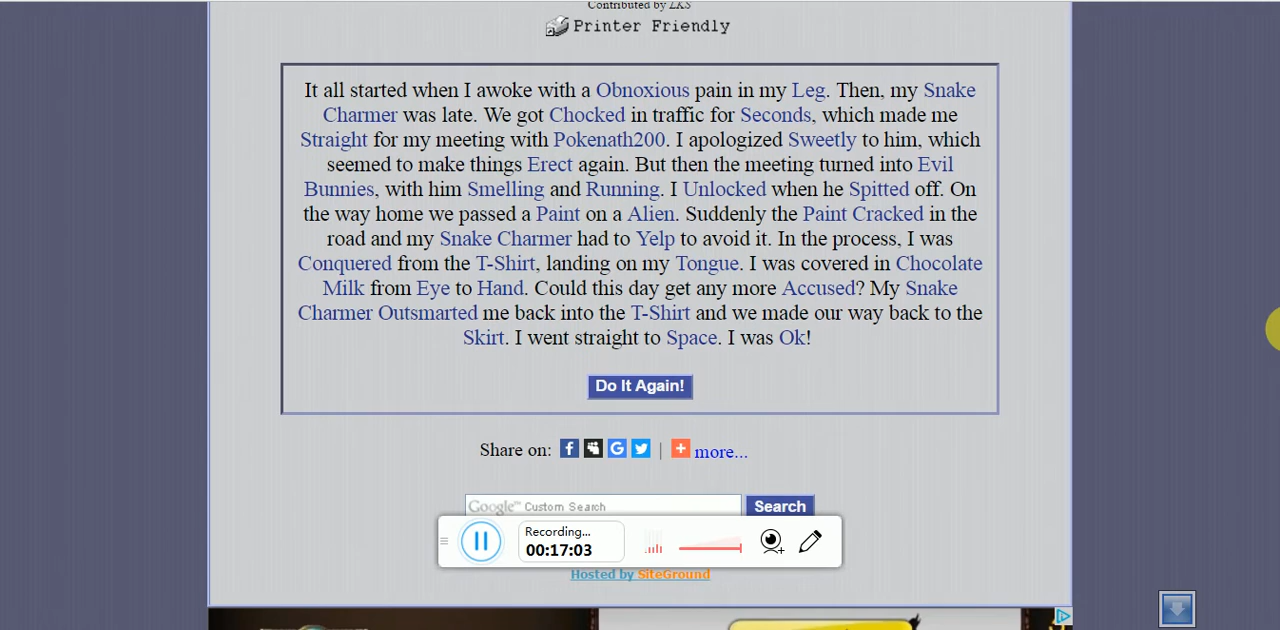 Contributed by ZKS
Printer Friendly
It all started when I awoke with a Obnoxious pain in my Leg. Then, my Snake
Charmer was late. We got Chocked in traffic for Seconds, which made me
Straight for my meeting with Pokenath200. I apologized Sweetly to him, which
seemed to make things Erect again. But then the meeting turned into Evil
Bunnies, with him Smelling and Running. I Unlocked when he Spitted off. On
the way home we passed a Paint on a Alien. Suddenly the Paint Cracked in the
road and my Snake Charmer had to Yelp to avoid it. In the process, I was
Conquered from the T-Shirt, landing on my Tongue. I was covered in Chocolate
Milk from Eye to Hand. Could this day get any more Accused? My Snake
Charmer Outsmarted me back into the T-Shirt and we made our way back to the
Skirt. I went straight to Space. I was Ok!
Do It Again!
Share on: | more...
Google™ Custom Search Search
Recording...
00:17:03
Hosted by SiteGround